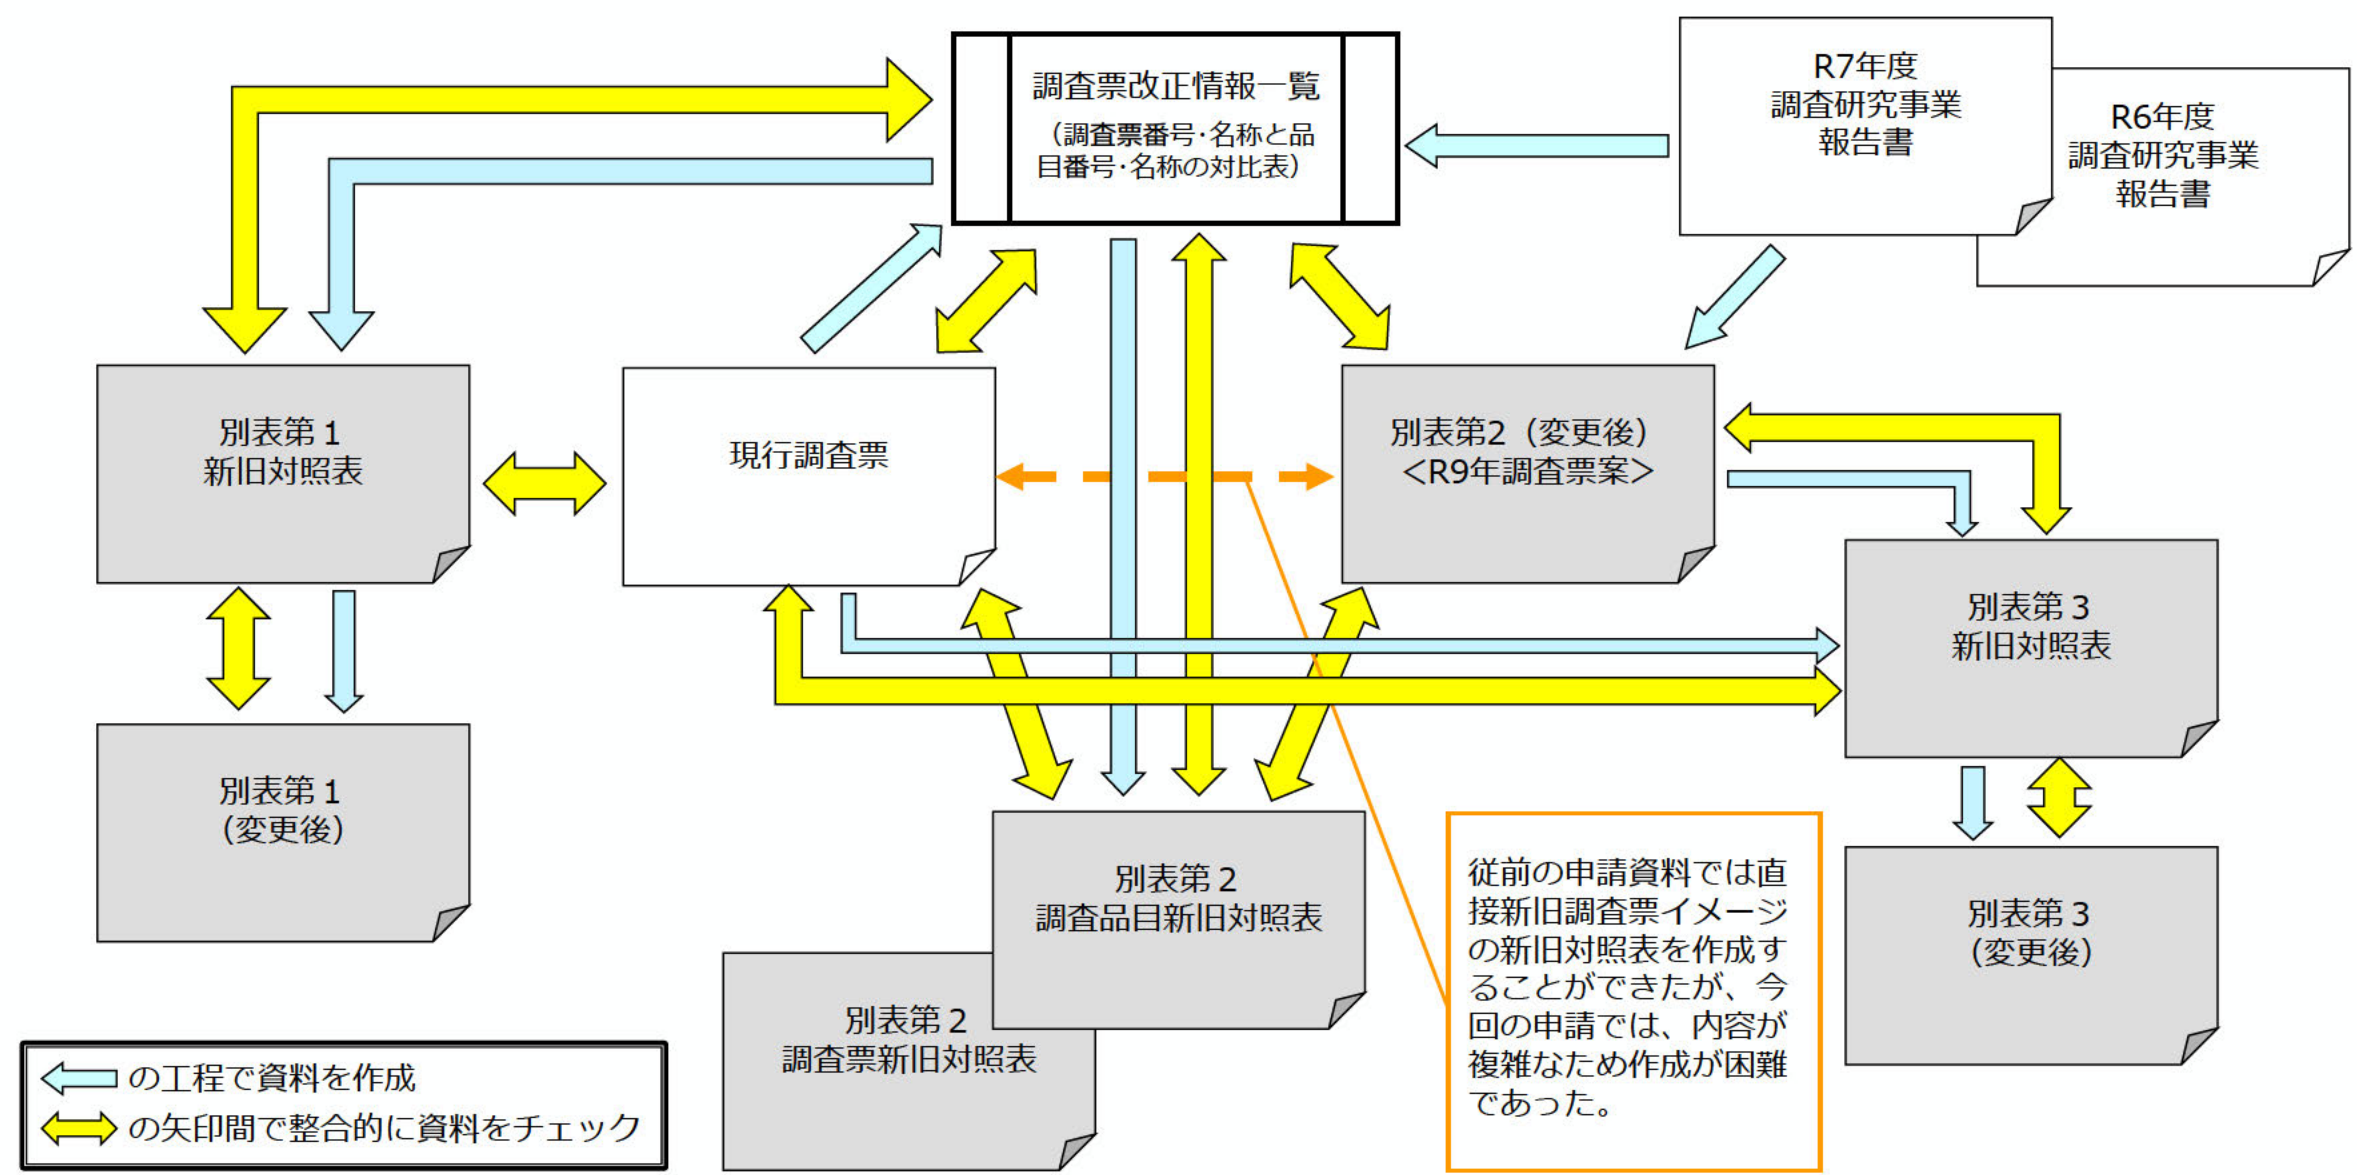 調査票改正情報一覧
（調査票番号･名称と品
目番号･名称の対比表）
R7年度
調査研究事業
報告書
R6年度
調査研究事業
報告書
別表第１
新旧対照表
現行調査票
別表第2（変更後）
＜R9年調査票案＞
別表第３
新旧対照表
別表第１
（変更後）
別表第２
調査品目新旧対照表
別表第２
調査票新旧対照表
従前の申請資料では直
接新旧調査票イメージ
の新旧対照表を作成す
ることができたが、今
回の申請では、内容が
複雑なため作成が困難
であった。
別表第３
（変更後）
の工程で資料を作成
の矢印間で整合的に資料をチェック